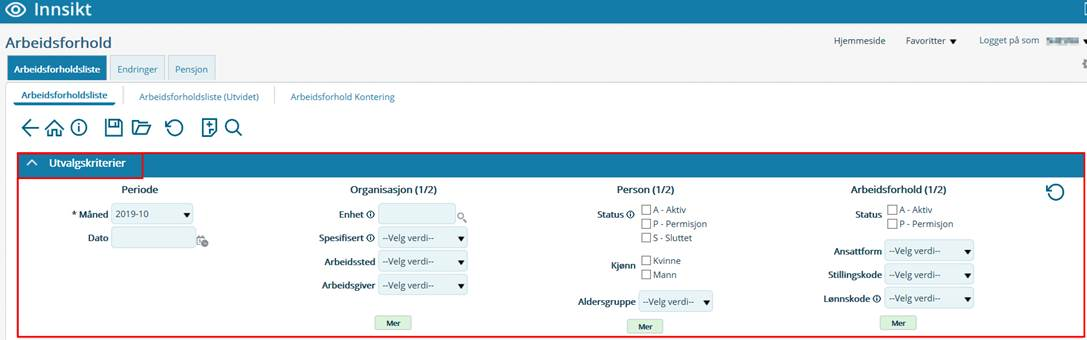 Innsikt
Arbeidsforhold
Hjemmeside Favoritter Logget på som
Arbeidsforholdsliste Endringer Pensjon
Arbeidsforholdsliste Arbeidsforholdsliste (Utvidet) Arbeidsforhold Kontering
Utvalgskriterier
Periode Organisasjon (1/2) Person (1/2) Arbeidsforhold (1/2)
* Måned 2019-10
Dato
Enhet
Spesifisert --Velg verdi--
Arbeidssted --Velg verdi--
Arbeidsgiver --Velg verdi--
Mer
Status A - Aktiv
P - Permisjon
S - Sluttet
Kjønn Kvinne
Mann
Aldersgruppe --Velg verdi--
Mer
Status A - Aktiv
P - Permisjon
Ansattform --Velg verdi--
Stillingskode --Velg verdi--
Lønnskode --Velg verdi--
Mer